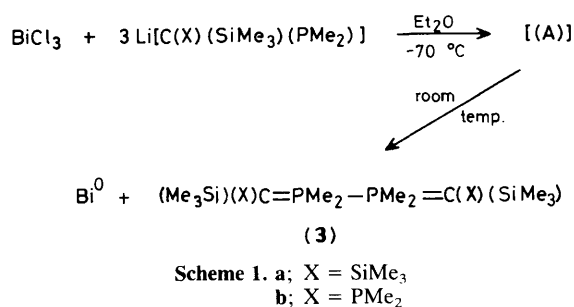 Et₂O
BiCl₃ + 3 Li[C(X)(SiMe₃)(PMe₂)] [(A)]
-70 °C
room
temp.
Bi⁰ + (Me₃Si)(X)C=PMe₂—PMe₂=C(X)(SiMe₃)
(3)
Scheme 1. a; X = SiMe₃
b; X = PMe₂